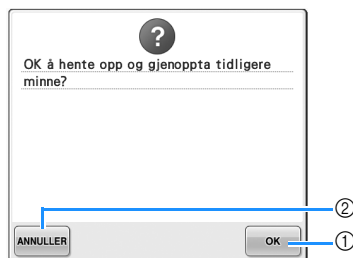 ?
OK å hente opp og gjenoppta tidligere
minne?
②
ANNULLER OK ①